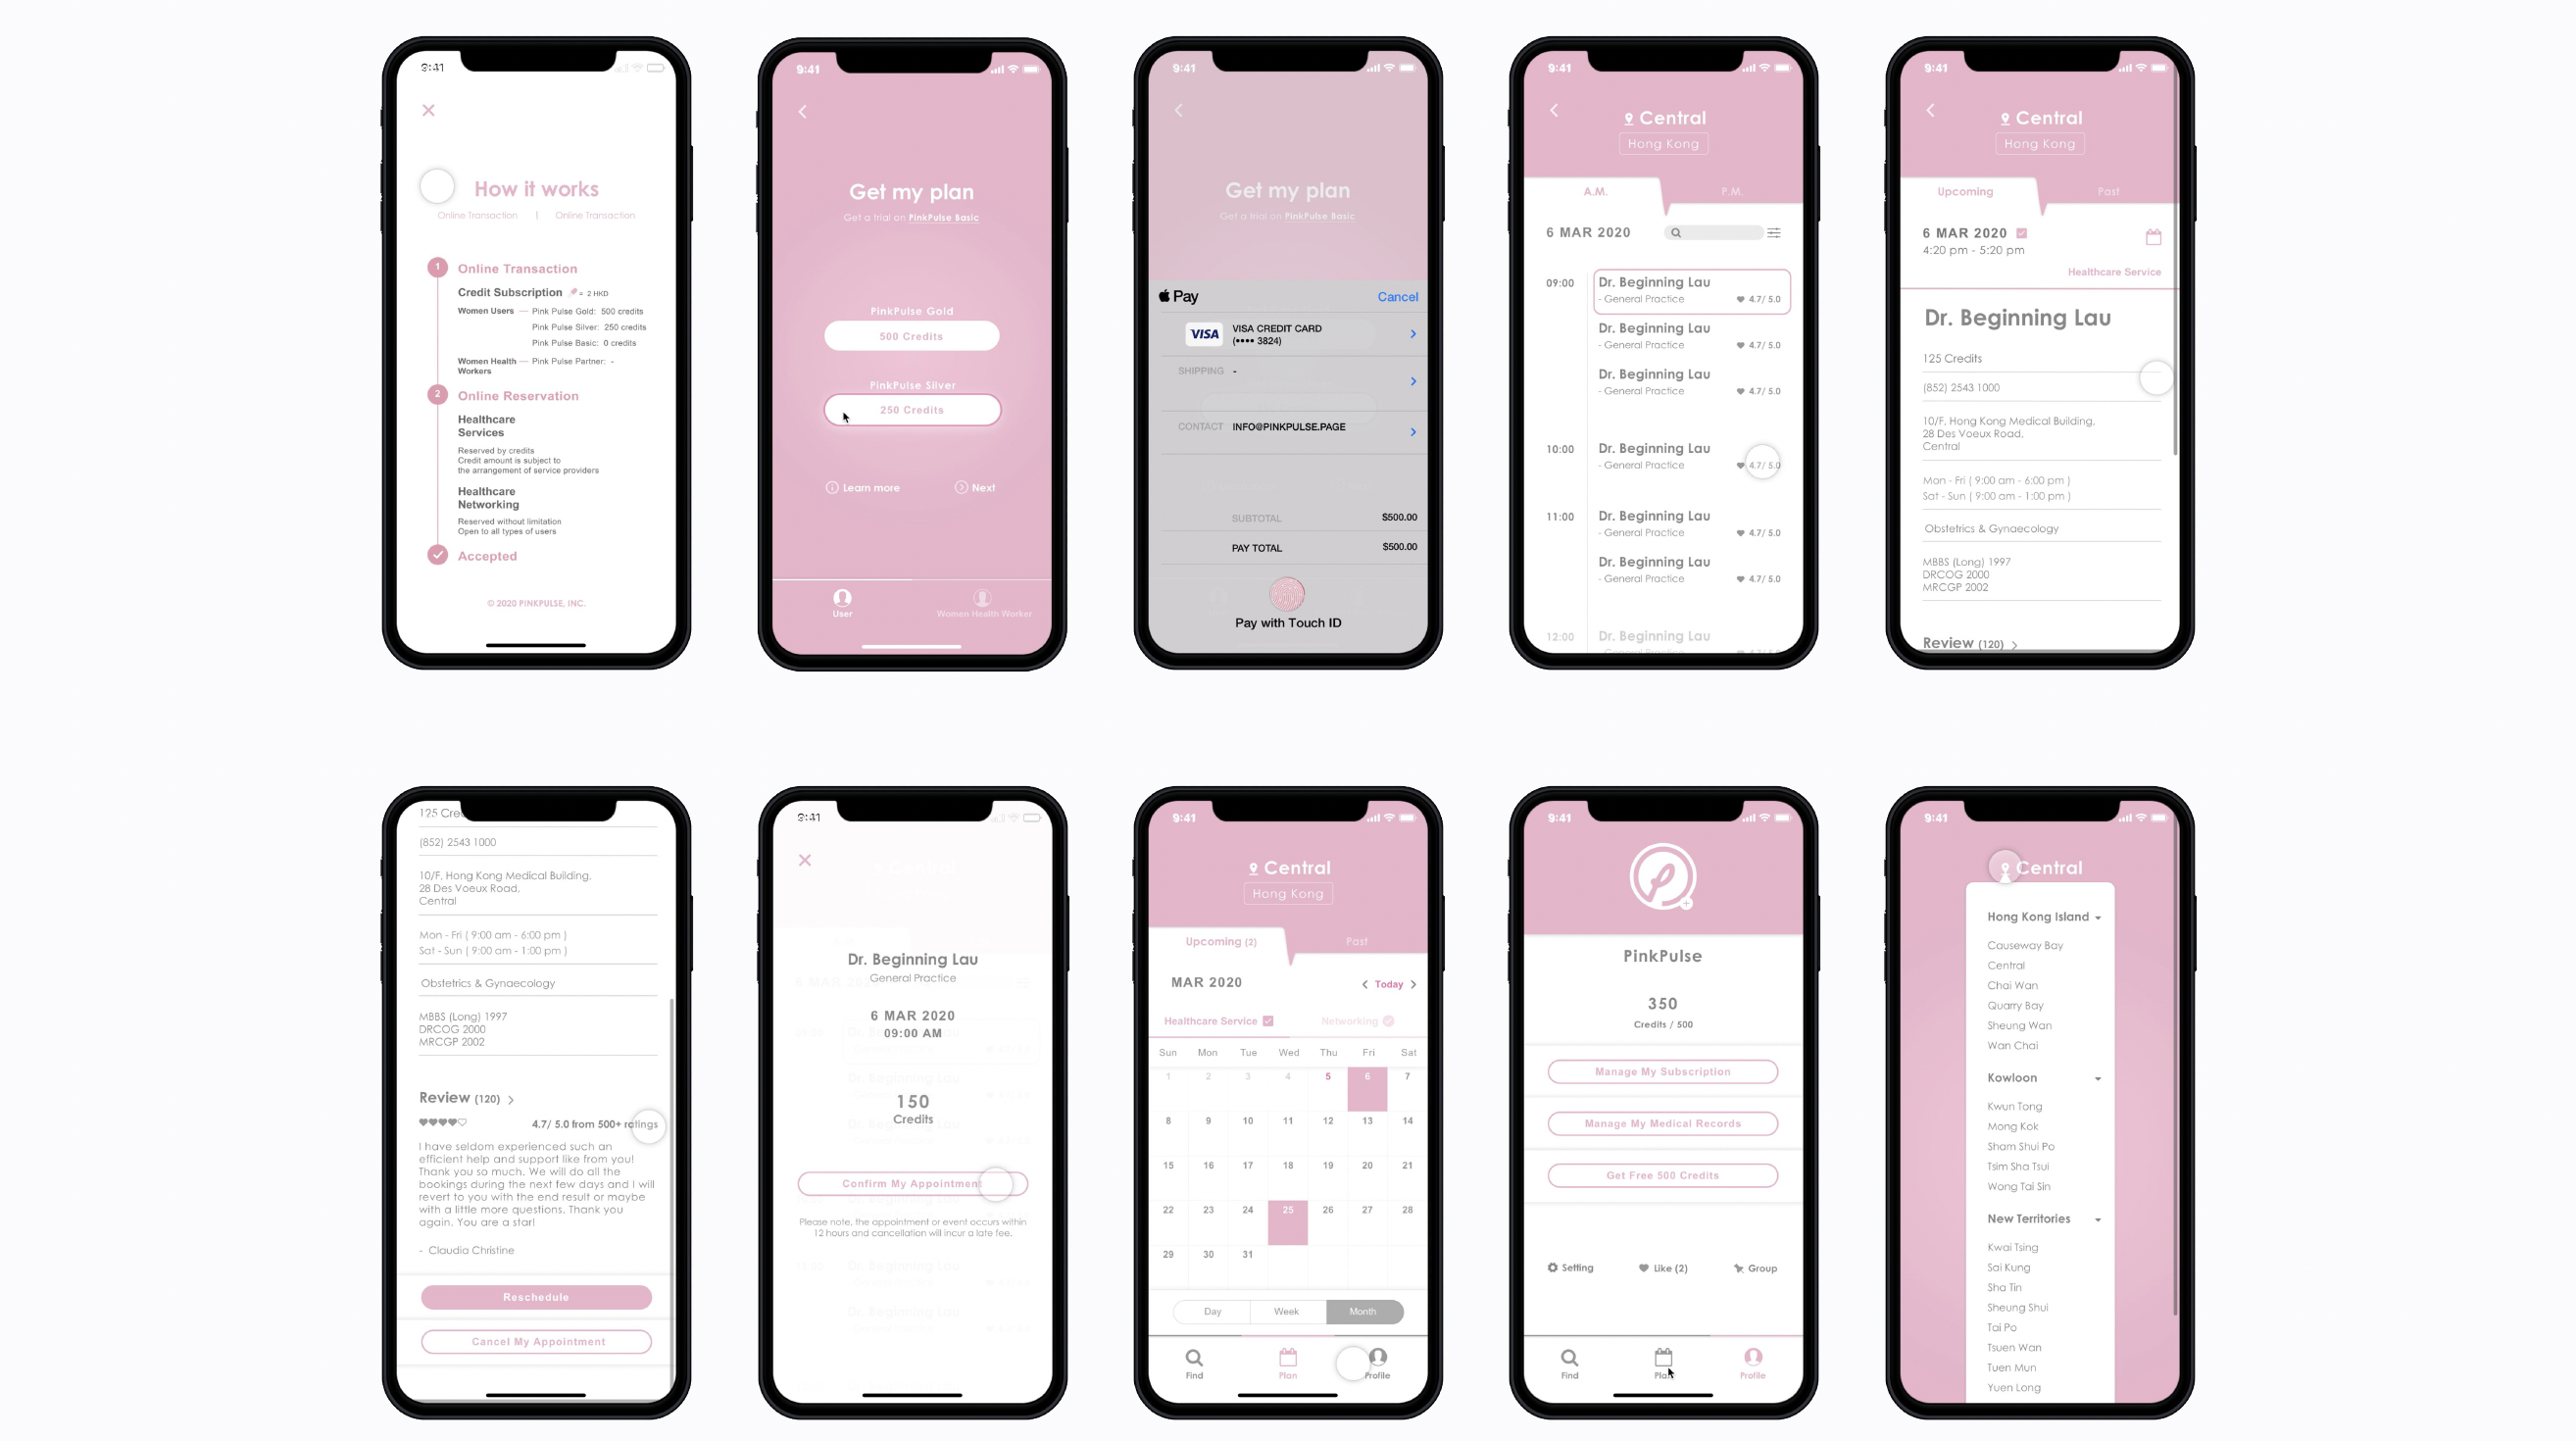 9:41
How it works
Online Transaction | Online Transaction
1
Online Transaction
Credit Subscription = 2 HKD
Women Users — Pink Pulse Gold: 500 credits
Pink Pulse Silver: 250 credits
Pink Pulse Basic: 0 credits
Women Health — Pink Pulse Partner: -
Workers
2
Online Reservation
Healthcare
Services
Reserved by credits
Credit amount is subject to
the arrangement of service providers
Healthcare
Networking
Reserved without limitation
Open to all types of users
Accepted
© 2020 PINKPULSE, INC.
9:41
Get my plan
Get a trial on PinkPulse Basic
PinkPulse Gold
500 Credits
PinkPulse Silver
250 Credits
Learn more
Next
User
Women Health Worker
9:41
Get my plan
Get a trial on PinkPulse Basic
Pay
Cancel
VISA
VISA CREDIT CARD
(•••• 3824)
SHIPPING -
CONTACT INFO@PINKPULSE.PAGE
SUBTOTAL $500.00
PAY TOTAL $500.00
Pay with Touch ID
9:41
Central
Hong Kong
A.M.
P.M.
6 MAR 2020
09:00
Dr. Beginning Lau
- General Practice 4.7/ 5.0
Dr. Beginning Lau
- General Practice 4.7/ 5.0
Dr. Beginning Lau
- General Practice 4.7/ 5.0
10:00
Dr. Beginning Lau
- General Practice 4.7/ 5.0
11:00
Dr. Beginning Lau
- General Practice 4.7/ 5.0
Dr. Beginning Lau
- General Practice 4.7/ 5.0
12:00
Dr. Beginning Lau
9:41
Central
Hong Kong
Upcoming
Past
6 MAR 2020
4:20 pm - 5:20 pm
Healthcare Service
Dr. Beginning Lau
125 Credits
(852) 2543 1000
10/F, Hong Kong Medical Building,
28 Des Voeux Road,
Central
Mon - Fri ( 9:00 am - 6:00 pm )
Sat - Sun ( 9:00 am - 1:00 pm )
Obstetrics & Gynaecology
MBBS (Long) 1997
DRCOG 2000
MRCGP 2002
Review (120) >
125 Cre
(852) 2543 1000
10/F, Hong Kong Medical Building,
28 Des Voeux Road,
Central
Mon - Fri ( 9:00 am - 6:00 pm )
Sat - Sun ( 9:00 am - 1:00 pm )
Obstetrics & Gynaecology
MBBS (Long) 1997
DRCOG 2000
MRCGP 2002
Review (120) >
4.7/ 5.0 from 500+ ratings
I have seldom experienced such an
efficient help and support like from you!
Thank you so much. We will do all the
bookings during the next few days and I will
revert to you with the end result or maybe
with a little more questions. Thank you
again. You are a star!
- Claudia Christine
Reschedule
Cancel My Appointment
9:41
Dr. Beginning Lau
General Practice
6 MAR 2020
09:00 AM
150
Credits
Confirm My Appointment
Please note, the appointment or event occurs within
12 hours and cancellation will incur a late fee.
9:41
Central
Hong Kong
Upcoming (2)
Past
MAR 2020
< Today >
Healthcare Service
Networking
Sun Mon Tue Wed Thu Fri Sat
1 2 3 4 5 6 7
8 9 10 11 12 13 14
15 16 17 18 19 20 21
22 23 24 25 26 27 28
29 30 31
Day Week Month
Find Plan Profile
9:41
PinkPulse
350
Credits / 500
Manage My Subscription
Manage My Medical Records
Get Free 500 Credits
Setting Like (2) Group
Find Plan Profile
9:41
Central
Hong Kong Island
Causeway Bay
Central
Chai Wan
Quarry Bay
Sheung Wan
Wan Chai
Kowloon
Kwun Tong
Mong Kok
Sham Shui Po
Tsim Sha Tsui
Wong Tai Sin
New Territories
Kwai Tsing
Sai Kung
Sha Tin
Sheung Shui
Tai Po
Tsuen Wan
Tuen Mun
Yuen Long